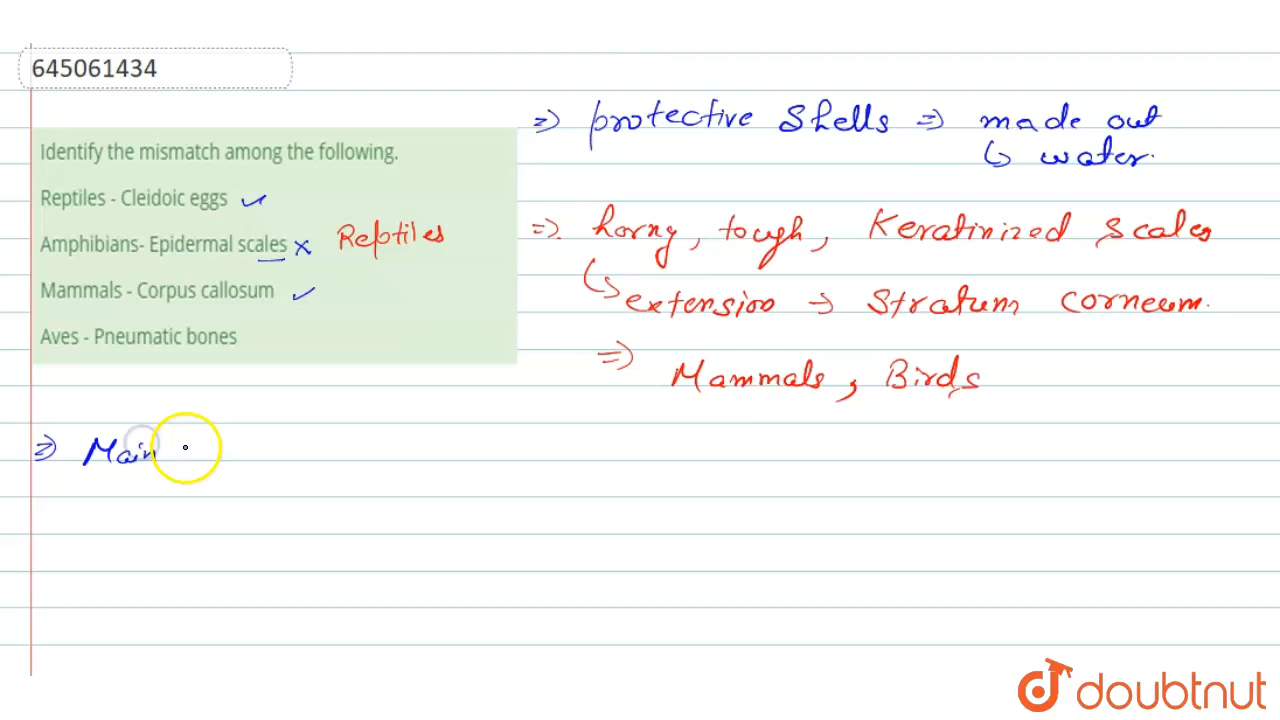 645061434
Identify the mismatch among the following.
Reptiles - Cleidoic eggs
Amphibians- Epidermal scales Reptiles
Mammals - Corpus callosum
Aves - Pneumatic bones
⇒ protective Shells ⇒ made out
↳ water.
⇒ horny, tough, Keratinized Scales
↳ extension → Stratum corneum.
⇒ Mammals, Birds
⇒ Main
doubtnut